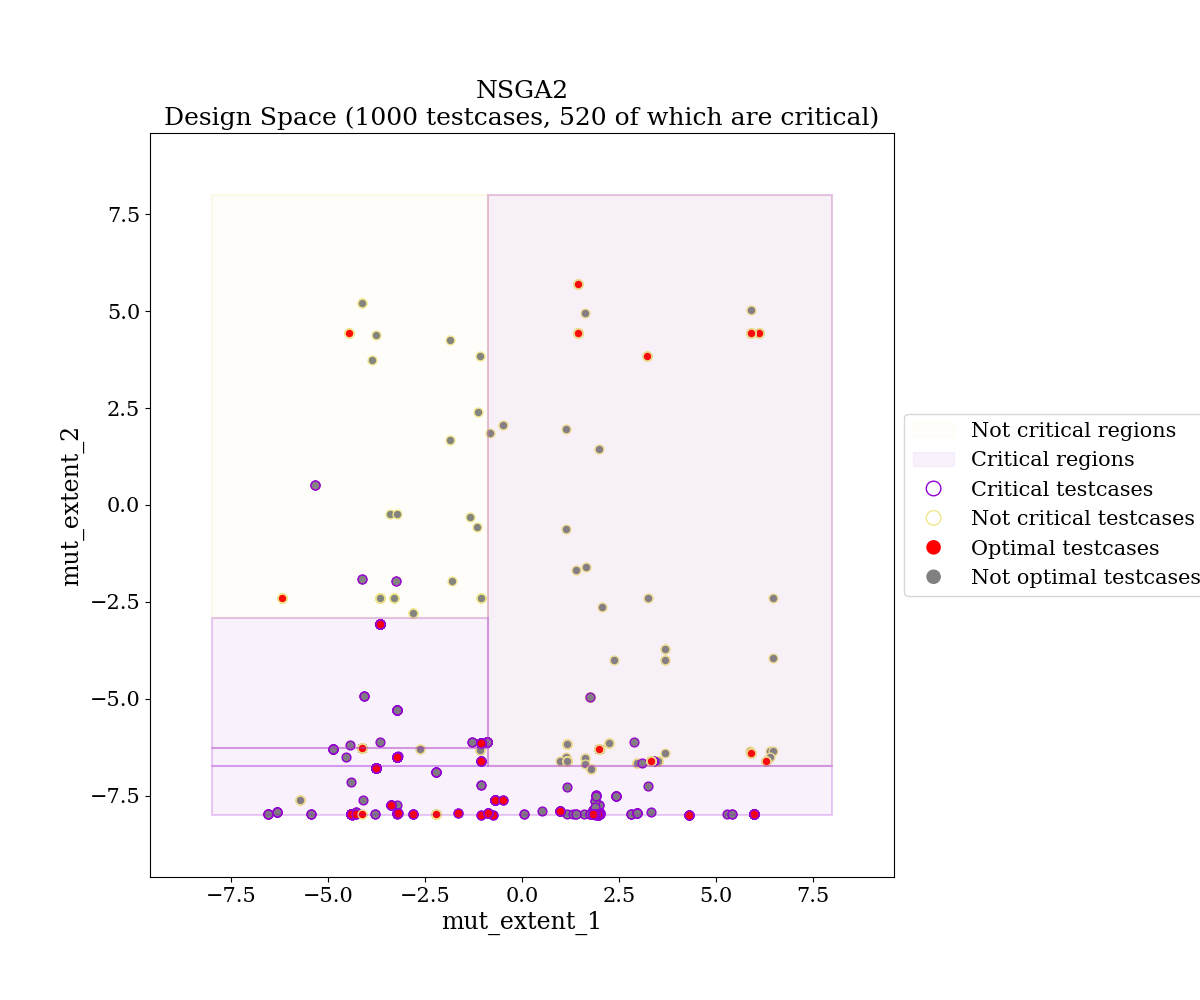 NSGA2
Design Space (1000 testcases, 520 of which are critical)
7.5
5.0
2.5
0.0
−2.5
−5.0
−7.5
mut_extent_2
−7.5
−5.0
−2.5
0.0
2.5
5.0
7.5
mut_extent_1
Not critical regions
Critical regions
Critical testcases
Not critical testcases
Optimal testcases
Not optimal testcases